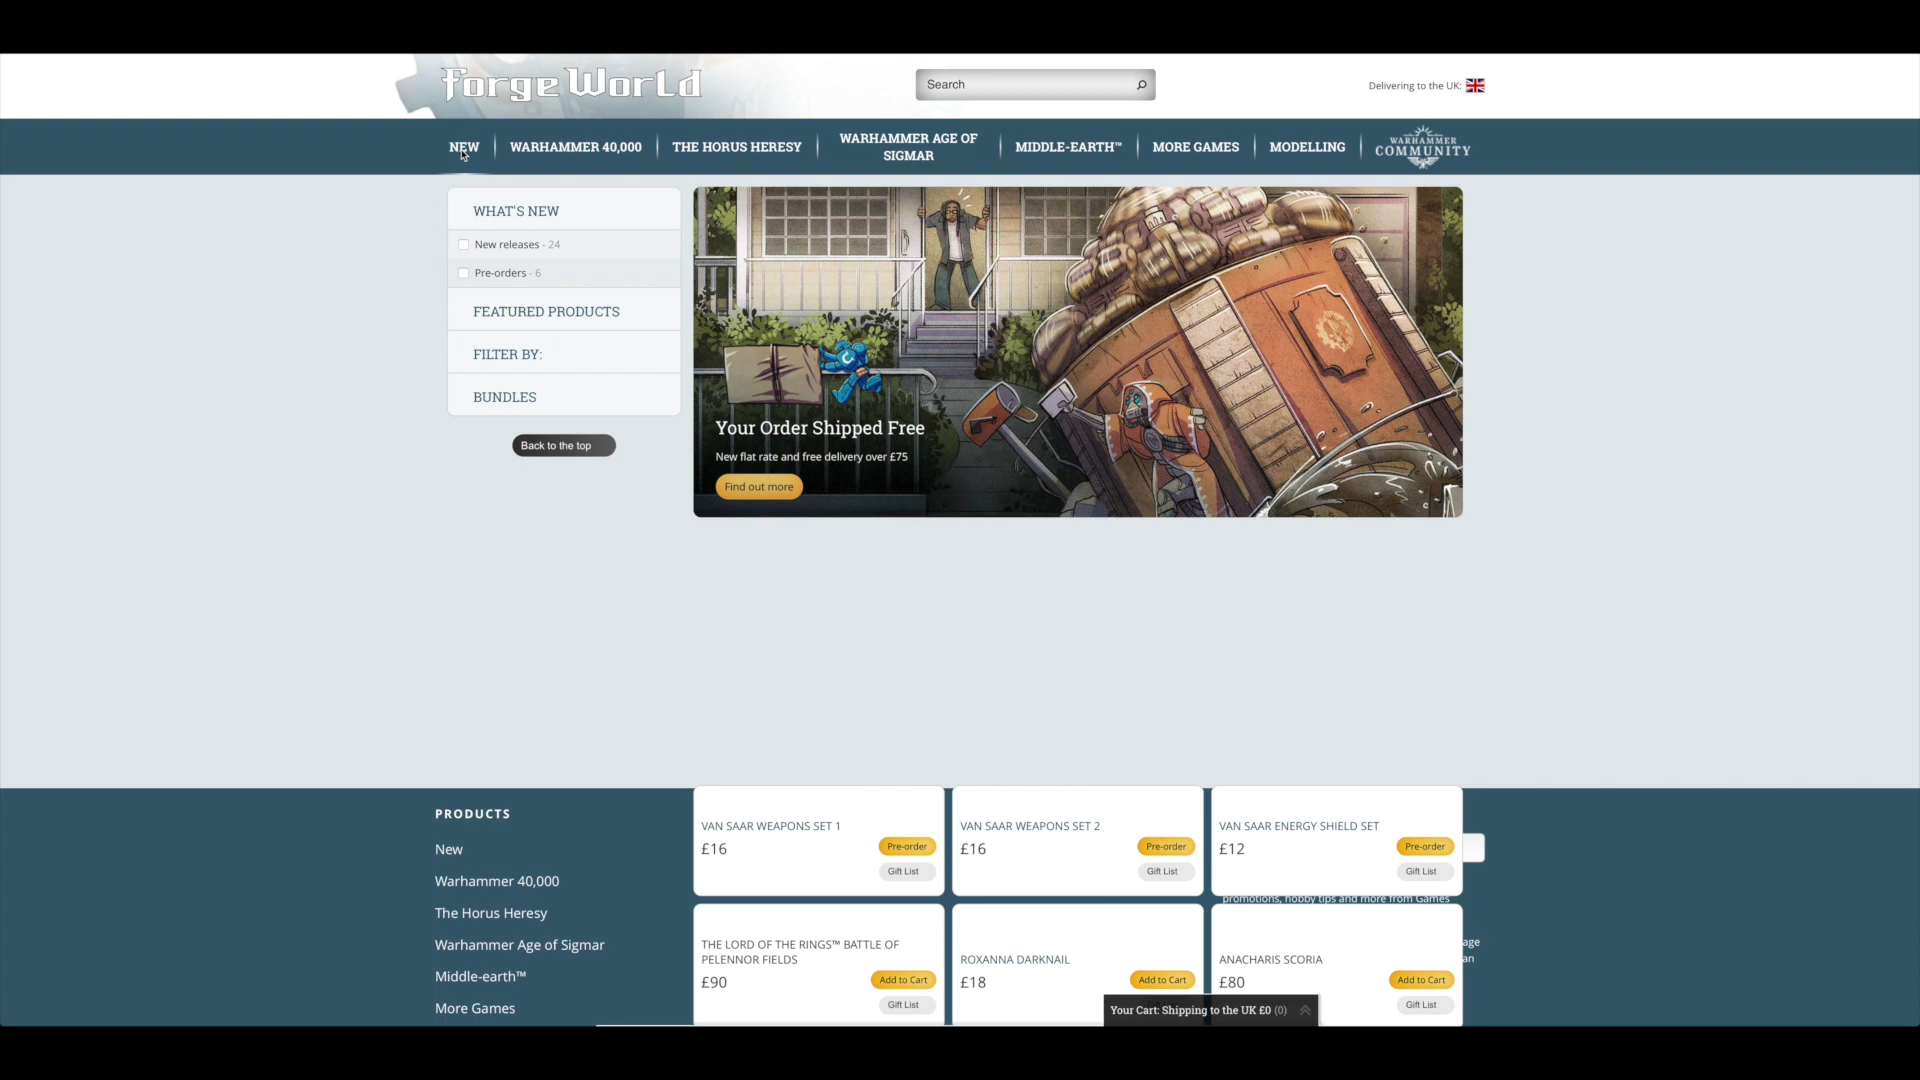 Forge World
Search
Delivering to the UK:
NEW
WARHAMMER 40,000
THE HORUS HERESY
WARHAMMER AGE OF
SIGMAR
MIDDLE-EARTH™
MORE GAMES
MODELLING
WARHAMMER
COMMUNITY
WHAT'S NEW
New releases - 24
Pre-orders - 6
FEATURED PRODUCTS
FILTER BY:
BUNDLES
Back to the top
Your Order Shipped Free
New flat rate and free delivery over £75
Find out more
PRODUCTS
New
Warhammer 40,000
The Horus Heresy
Warhammer Age of Sigmar
Middle-earth™
More Games
VAN SAAR WEAPONS SET 1
£16
Pre-order
Gift List
VAN SAAR WEAPONS SET 2
£16
Pre-order
Gift List
VAN SAAR ENERGY SHIELD SET
£12
Pre-order
Gift List
promotions, hobby tips and more from Games
THE LORD OF THE RINGS™ BATTLE OF
PELENNOR FIELDS
£90
Add to Cart
Gift List
ROXANNA DARKNAIL
£18
Add to Cart
ANACHARIS SCORIA
£80
Add to Cart
Gift List
age
an
Your Cart: Shipping to the UK £0 (0)